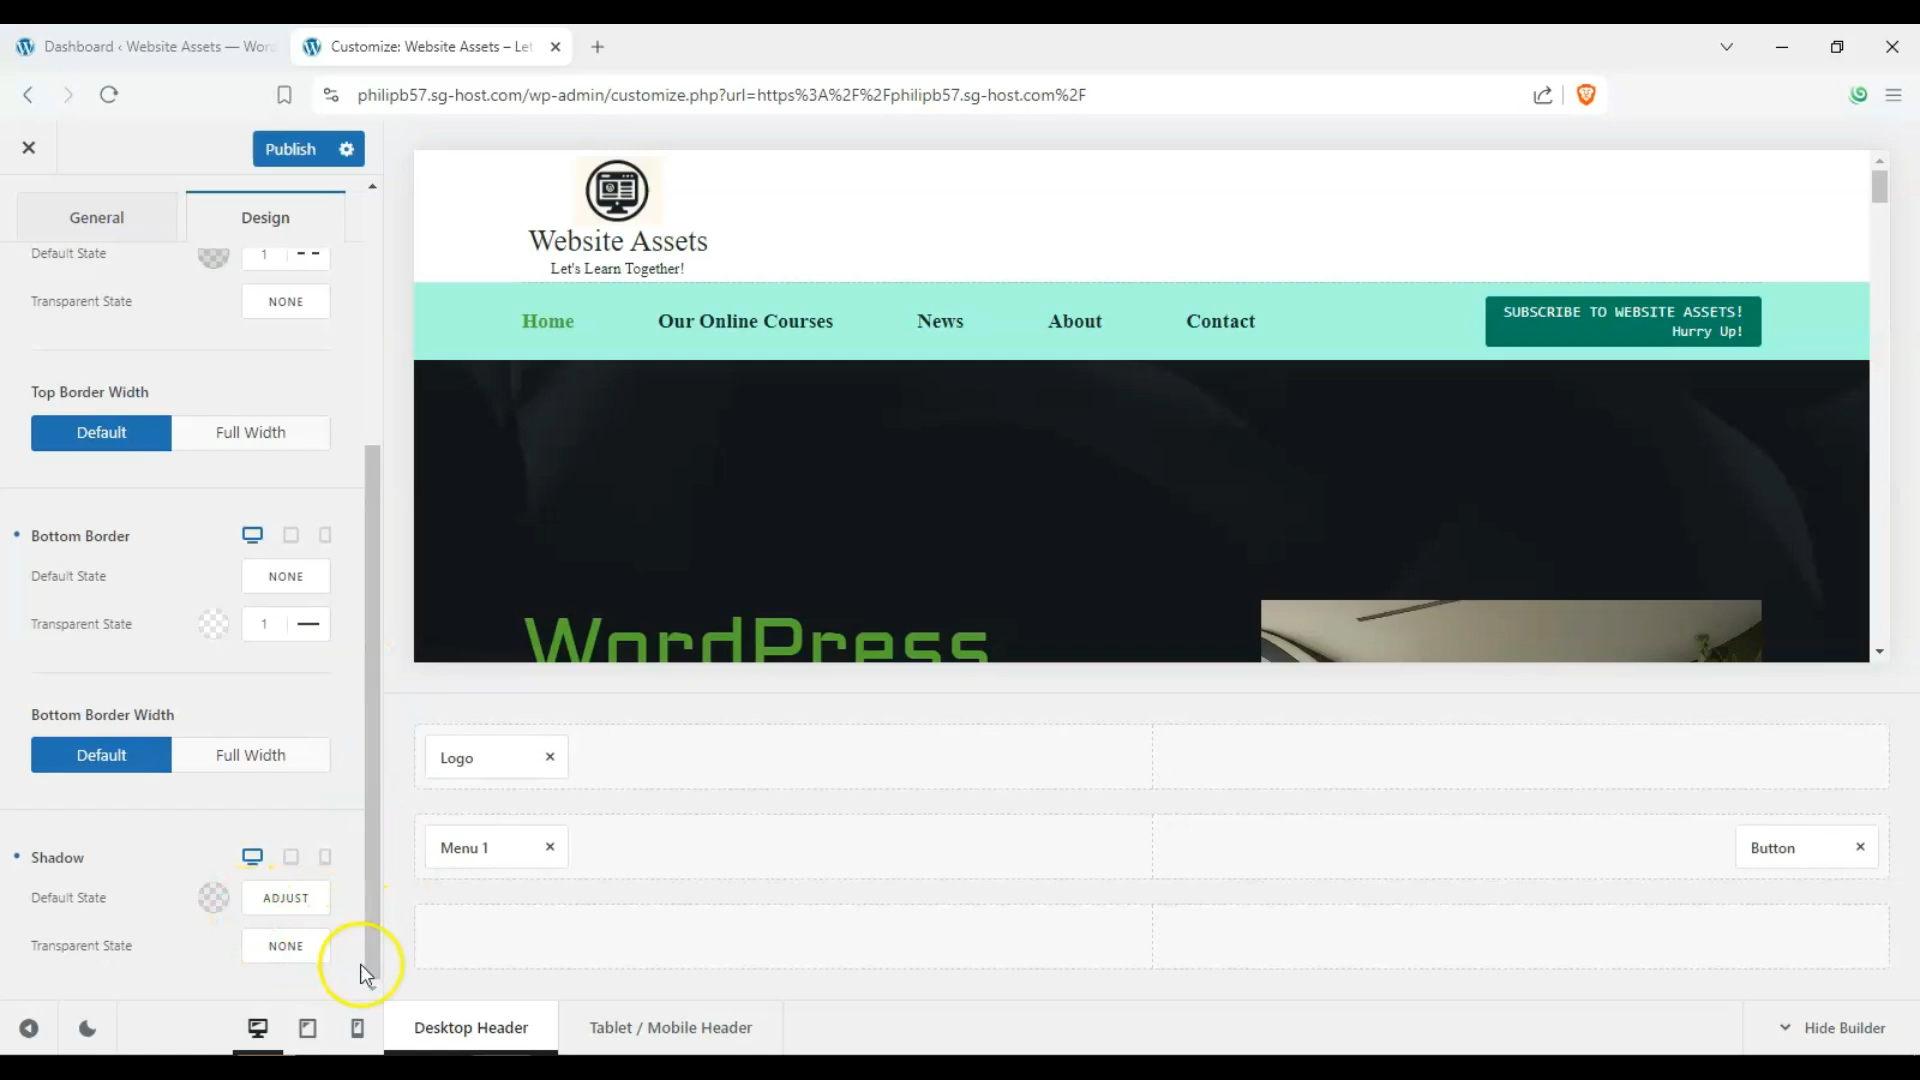 Dashboard ‹ Website Assets — Wor
Customize: Website Assets – Let
philipb57.sg-host.com/wp-admin/customize.php?url=https%3A%2F%2Fphilipb57.sg-host.com%2F
Publish
General
Design
Default State
1
Transparent State
NONE
Top Border Width
Default
Full Width
Bottom Border
Default State
NONE
Transparent State
1
Bottom Border Width
Default
Full Width
Shadow
Default State
ADJUST
Transparent State
NONE
Website Assets
Let's Learn Together!
Home
Our Online Courses
News
About
Contact
SUBSCRIBE TO WEBSITE ASSETS!
Hurry Up!
WordPress
Logo
Menu 1
Button
Desktop Header
Tablet / Mobile Header
Hide Builder